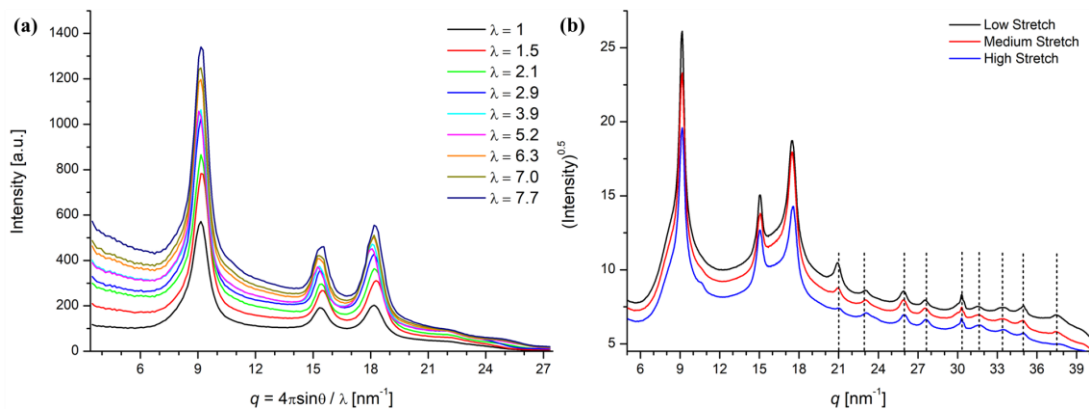 (a)
1400
1200
1000
800
600
400
200
0
Intensity [a.u.]
6 9 12 15 18 21 24 27
q = 4πsinθ / λ [nm⁻¹]
λ = 1
λ = 1.5
λ = 2.1
λ = 2.9
λ = 3.9
λ = 5.2
λ = 6.3
λ = 7.0
λ = 7.7
(b)
25
20
15
10
5
(Intensity)^0.5
6 9 12 15 18 21 24 27 30 33 36 39
q [nm⁻¹]
Low Stretch
Medium Stretch
High Stretch